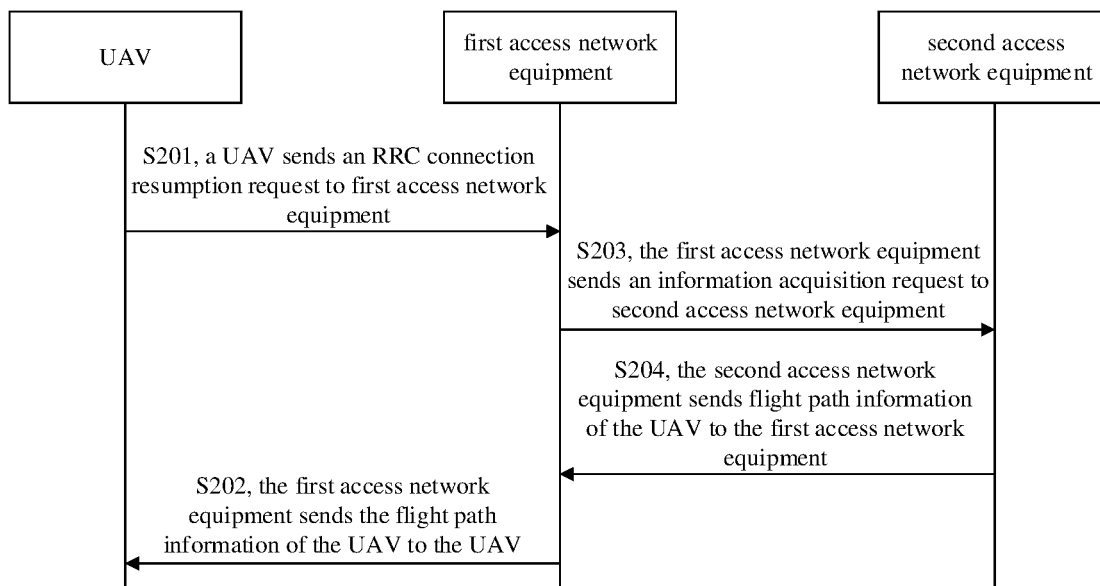 UAV
first access network
equipment
second access
network equipment
S201, a UAV sends an RRC connection
resumption request to first access network
equipment
S203, the first access network equipment
sends an information acquisition request to
second access network equipment
S204, the second access network
equipment sends flight path information
of the UAV to the first access network
equipment
S202, the first access network
equipment sends the flight path
information of the UAV to the UAV